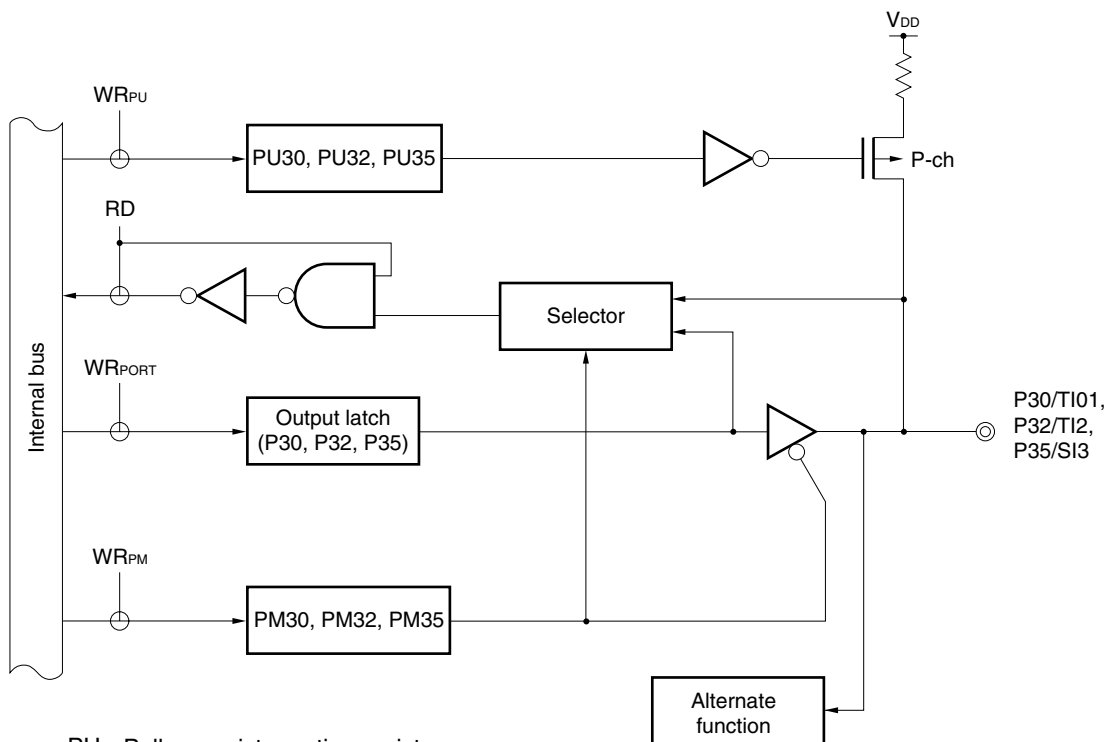 VDD
WRPU
PU30, PU32, PU35
P-ch
RD
Selector
Internal bus
WRPORT
Output latch
(P30, P32, P35)
P30/TI01,
P32/TI2,
P35/SI3
WRPM
PM30, PM32, PM35
Alternate
function